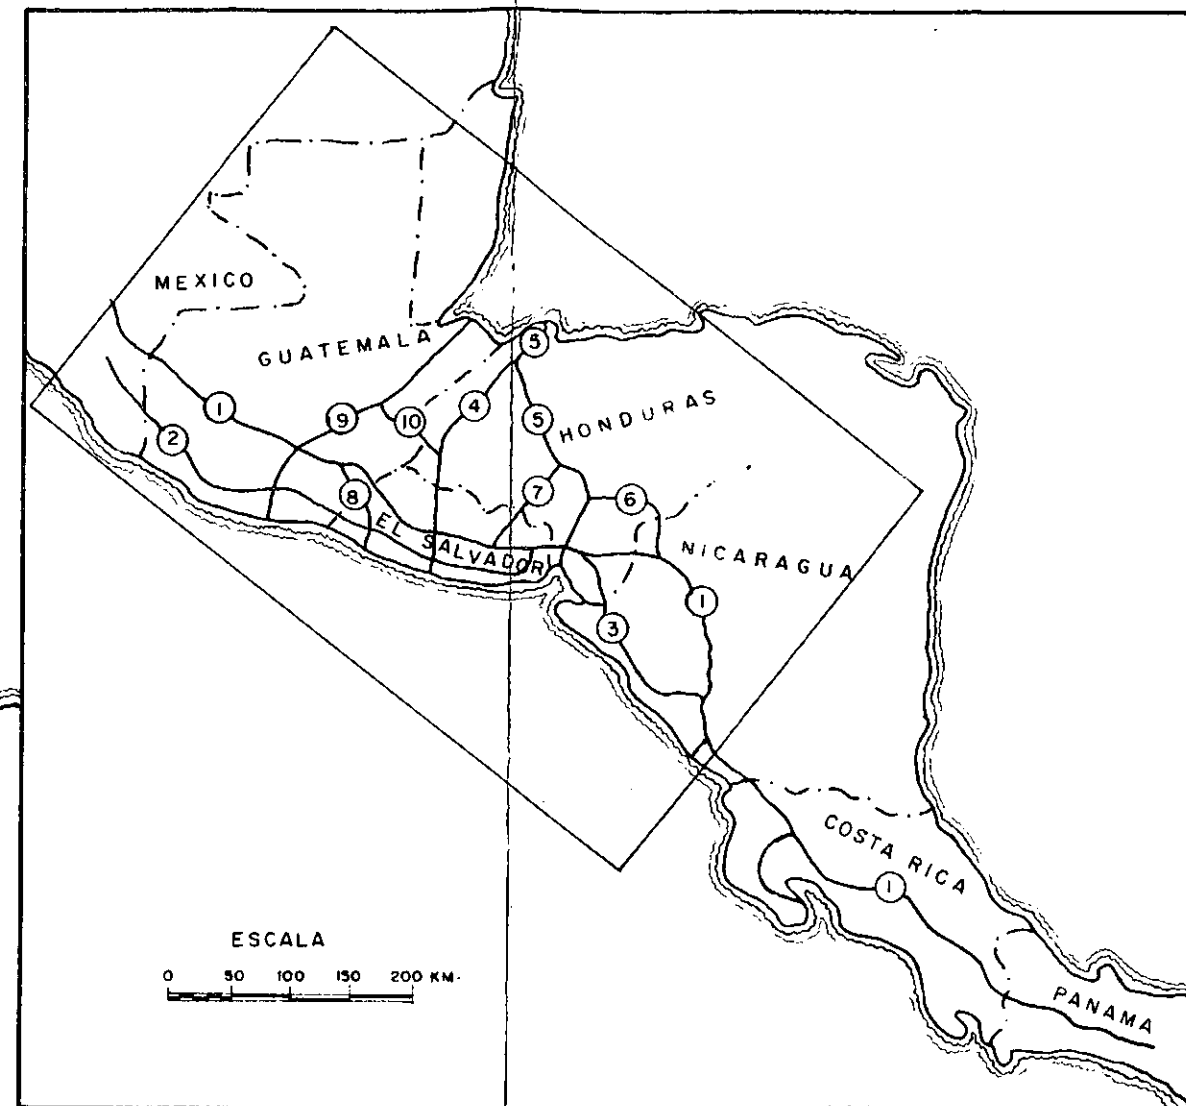 MEXICO
GUATEMALA
5
1
9
10
4
5
HONDURAS
2
8
7
6
EL SALVADOR
NICARAGUA
1
3
COSTA RICA
1
ESCALA
0 50 100 150 200 KM.
PANAMA